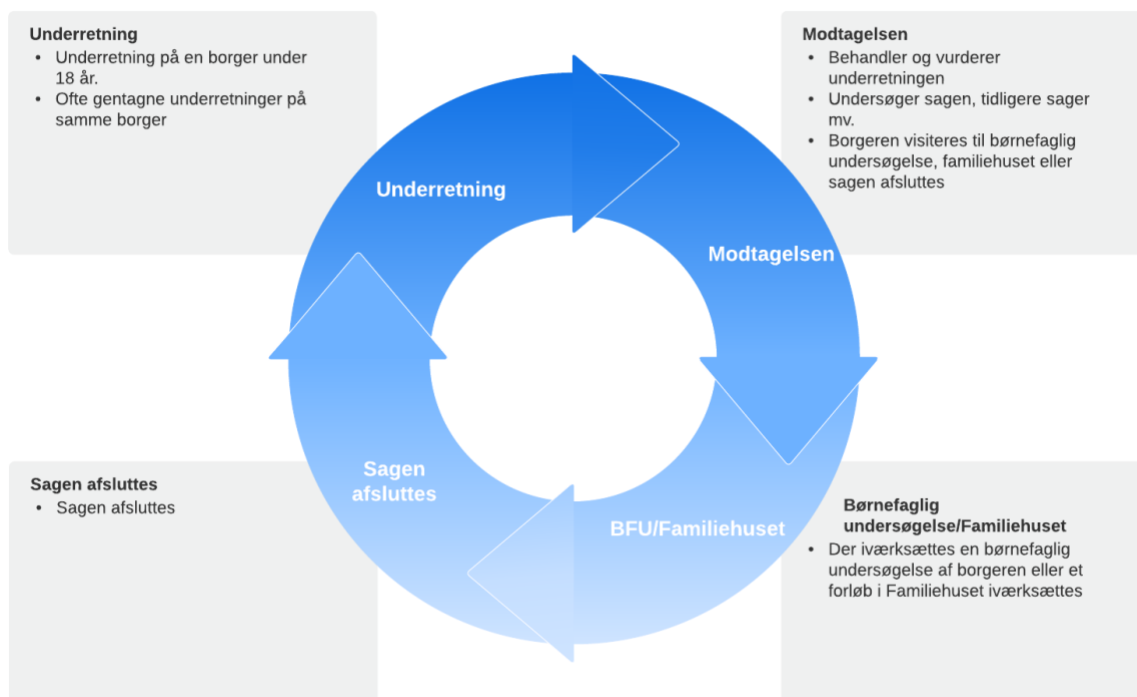 Underretning
• Underretning på en borger under
18 år.
• Ofte gentagne underretninger på
samme borger
Modtagelsen
• Behandler og vurderer
underretningen
• Undersøger sagen, tidligere sager
mv.
• Borgeren visiteres til børnefaglig
undersøgelse, familiehuset eller
sagen afsluttes
Underretning
Modtagelsen
Sagen
afsluttes
BFU/Familiehuset
Sagen afsluttes
• Sagen afsluttes
Børnefaglig
undersøgelse/Familiehuset
• Der iværksættes en børnefaglig
undersøgelse af borgeren eller et
forløb i Familiehuset iværksættes